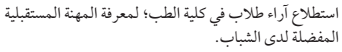 استطلاع آراء طلاب في كلية الطب؛ لمعرفة المهنة المستقبلية
المفضلة لدى الشباب.